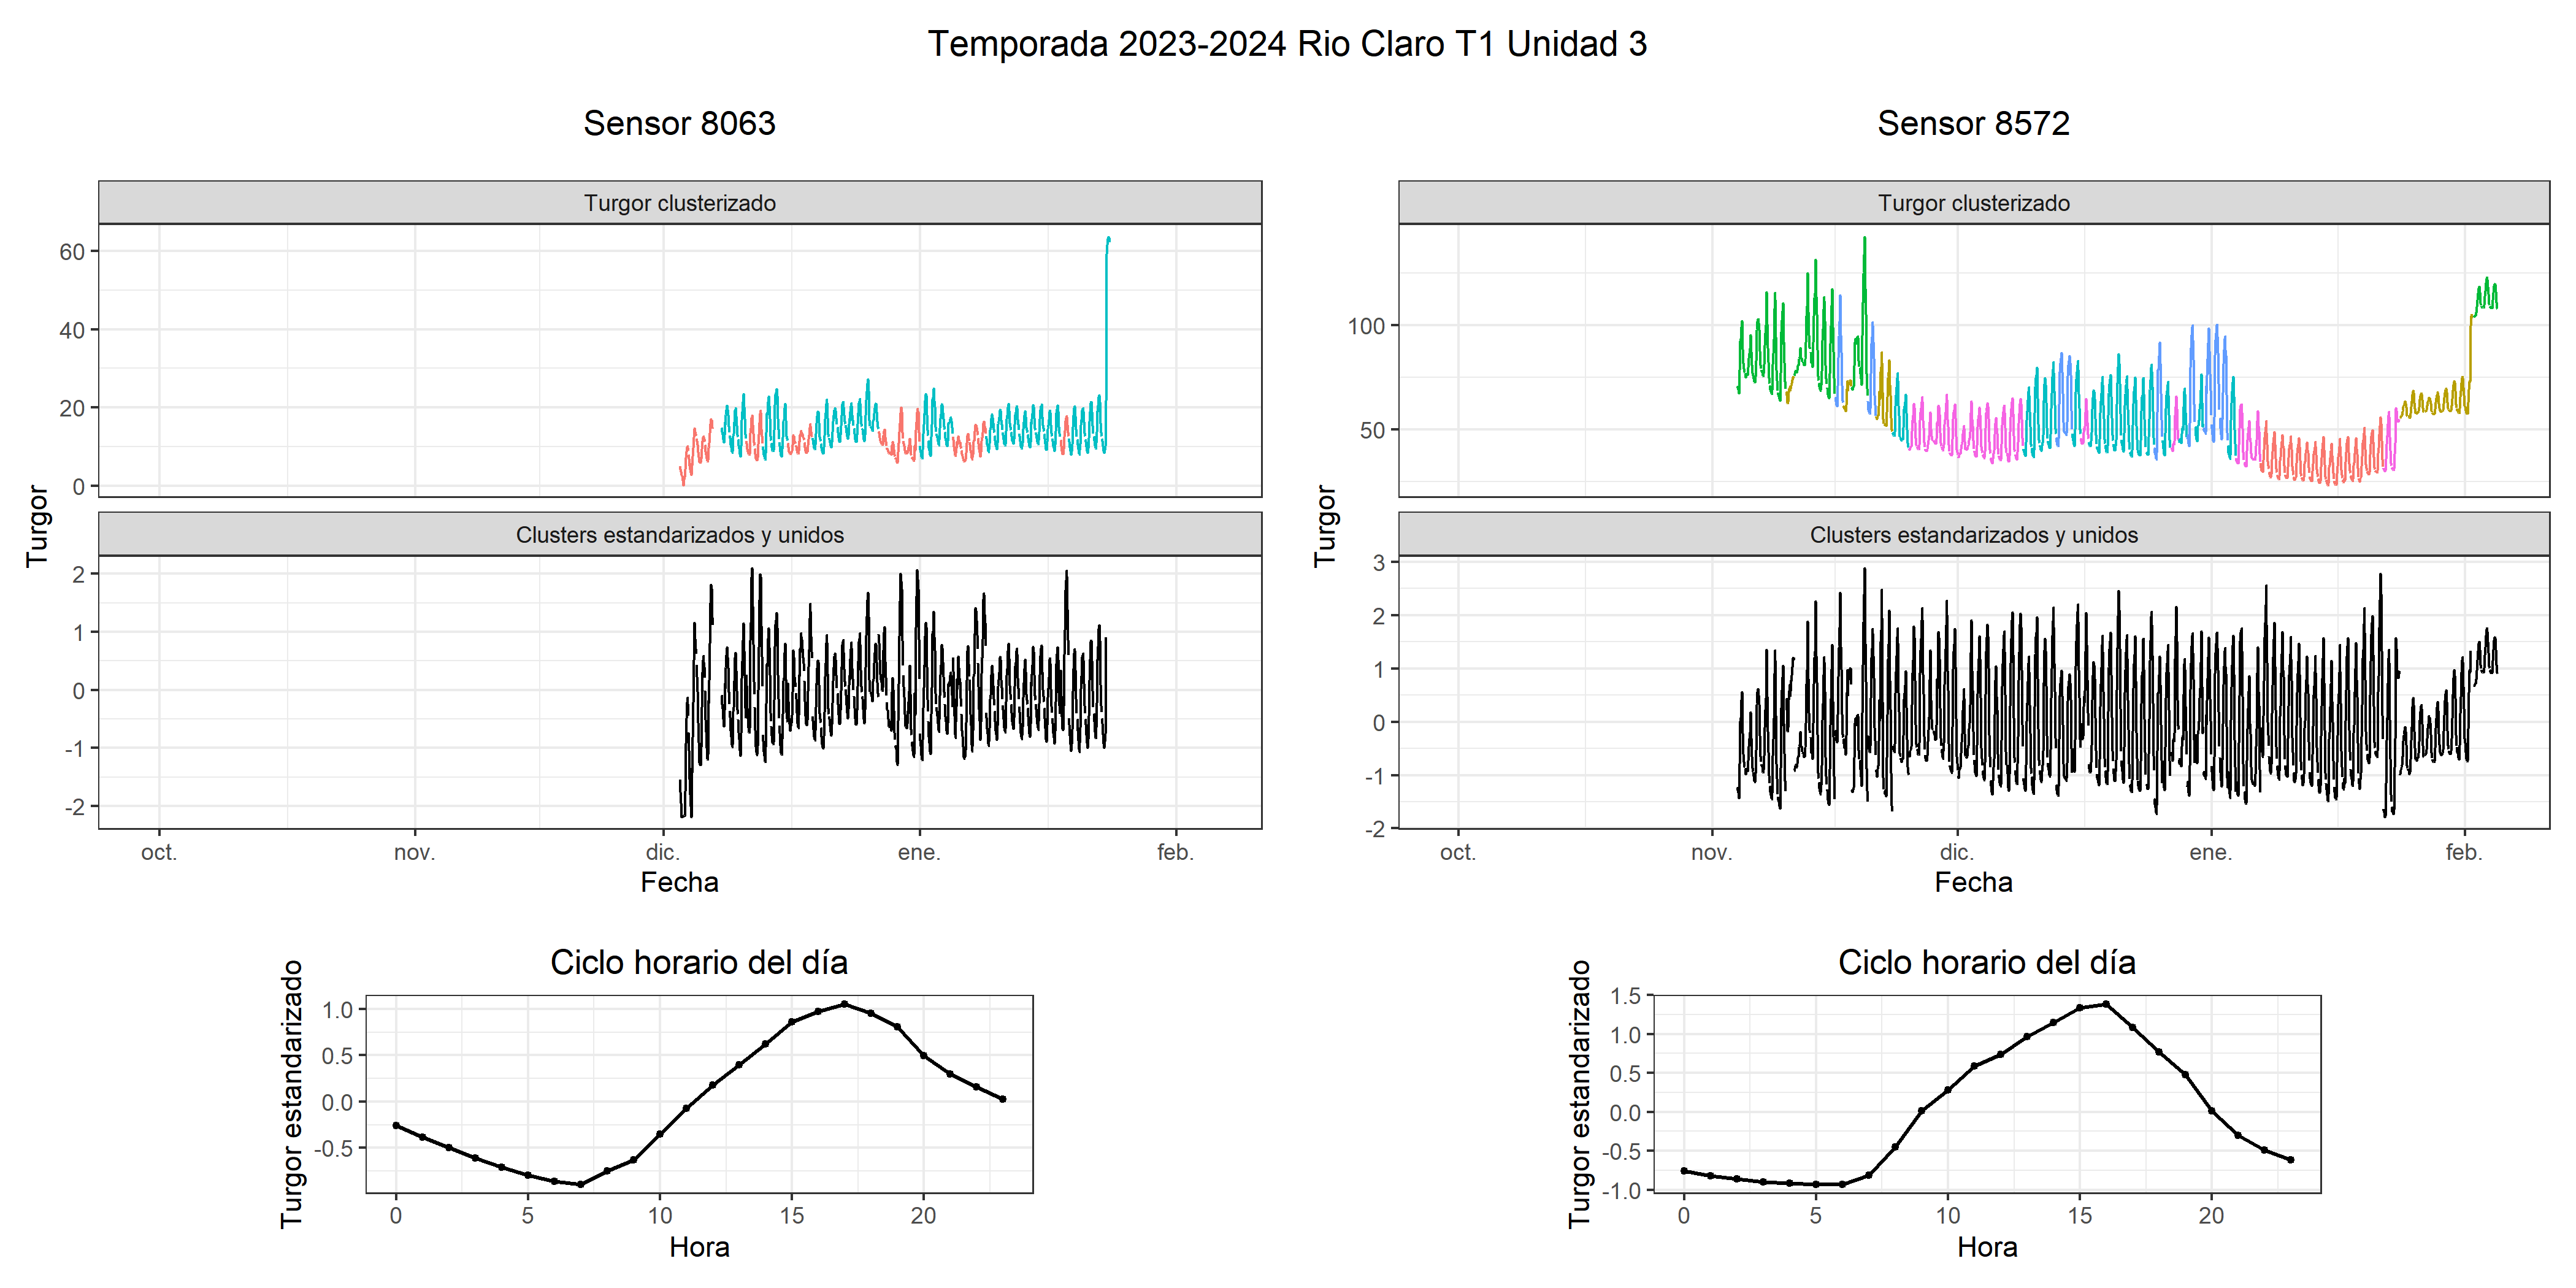 Temporada 2023-2024 Rio Claro T1 Unidad 3
Sensor 8063
Turgor clusterizado
60
40
20
0
Turgor
Clusters estandarizados y unidos
2
1
0
-1
-2
oct. nov. dic. ene. feb.
Fecha
Ciclo horario del día
Turgor estandarizado
1.0
0.5
0.0
-0.5
0 5 10 15 20
Hora
Sensor 8572
Turgor clusterizado
100
50
Turgor
Clusters estandarizados y unidos
3
2
1
0
-1
-2
oct. nov. dic. ene. feb.
Fecha
Ciclo horario del día
Turgor estandarizado
1.5
1.0
0.5
0.0
-0.5
-1.0
0 5 10 15 20
Hora